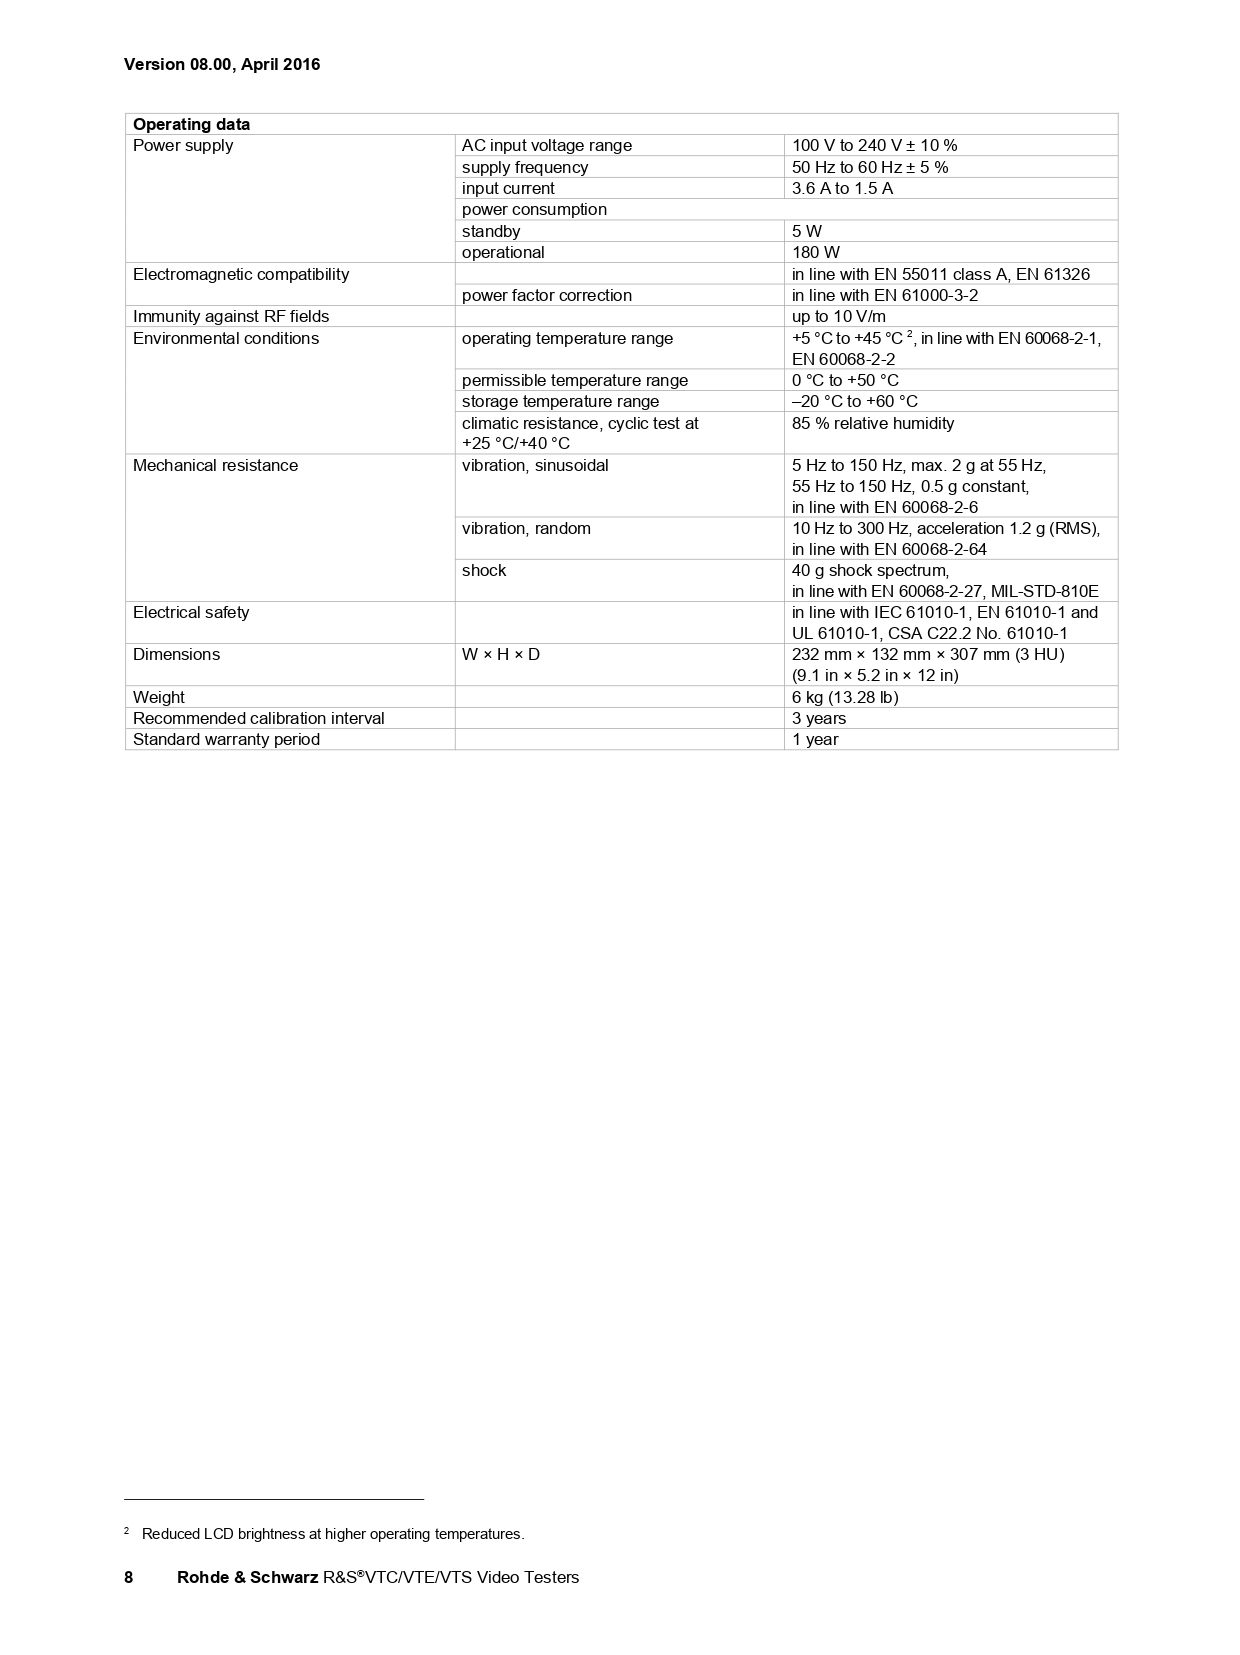 Version 08.00, April 2016
Operating data
Power supply AC input voltage range 100 V to 240 V ± 10 %
supply frequency 50 Hz to 60 Hz ± 5 %
input current 3.6 A to 1.5 A
power consumption
standby 5 W
operational 180 W
Electromagnetic compatibility in line with EN 55011 class A, EN 61326
power factor correction in line with EN 61000-3-2
Immunity against RF fields up to 10 V/m
Environmental conditions operating temperature range +5 °C to +45 °C ², in line with EN 60068-2-1,
EN 60068-2-2
permissible temperature range 0 °C to +50 °C
storage temperature range –20 °C to +60 °C
climatic resistance, cyclic test at 85 % relative humidity
+25 °C/+40 °C
Mechanical resistance vibration, sinusoidal 5 Hz to 150 Hz, max. 2 g at 55 Hz,
55 Hz to 150 Hz, 0.5 g constant,
in line with EN 60068-2-6
vibration, random 10 Hz to 300 Hz, acceleration 1.2 g (RMS),
in line with EN 60068-2-64
shock 40 g shock spectrum,
in line with EN 60068-2-27, MIL-STD-810E
Electrical safety in line with IEC 61010-1, EN 61010-1 and
UL 61010-1, CSA C22.2 No. 61010-1
Dimensions W × H × D 232 mm × 132 mm × 307 mm (3 HU)
(9.1 in × 5.2 in × 12 in)
Weight 6 kg (13.28 lb)
Recommended calibration interval 3 years
Standard warranty period 1 year
² Reduced LCD brightness at higher operating temperatures.
8 Rohde & Schwarz R&S®VTC/VTE/VTS Video Testers